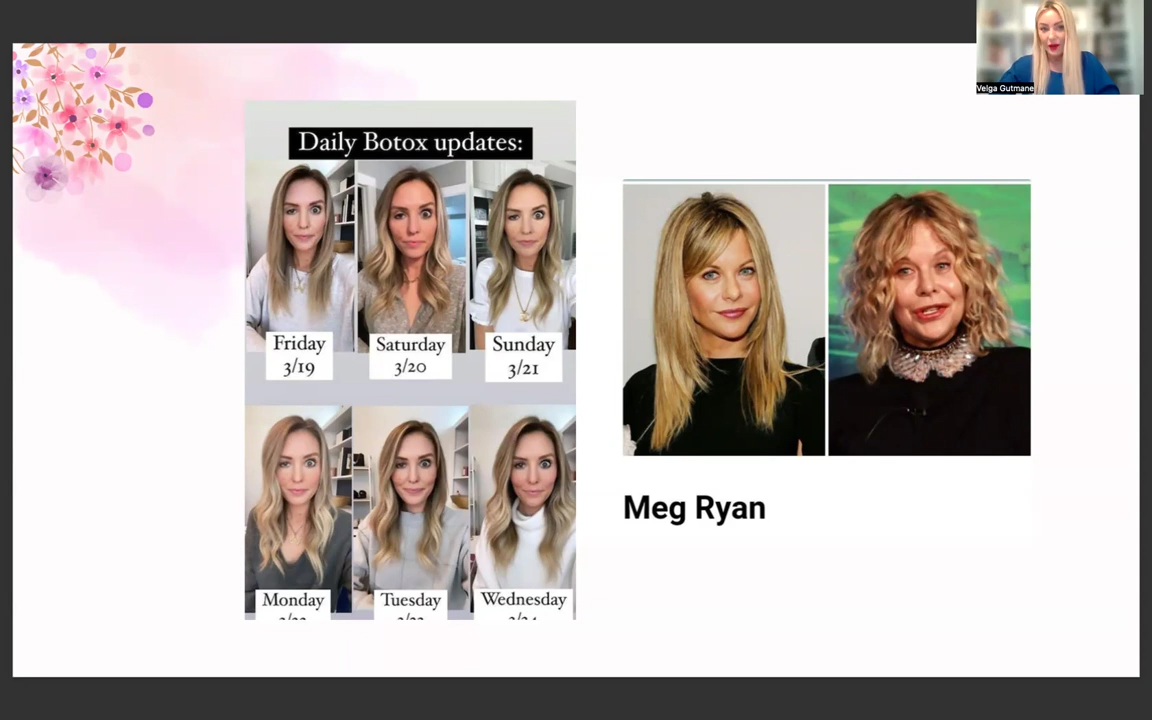 Velga Gutmane
Daily Botox updates:
Friday
3/19
Saturday
3/20
Sunday
3/21
Meg Ryan
Monday
Tuesday
Wednesday